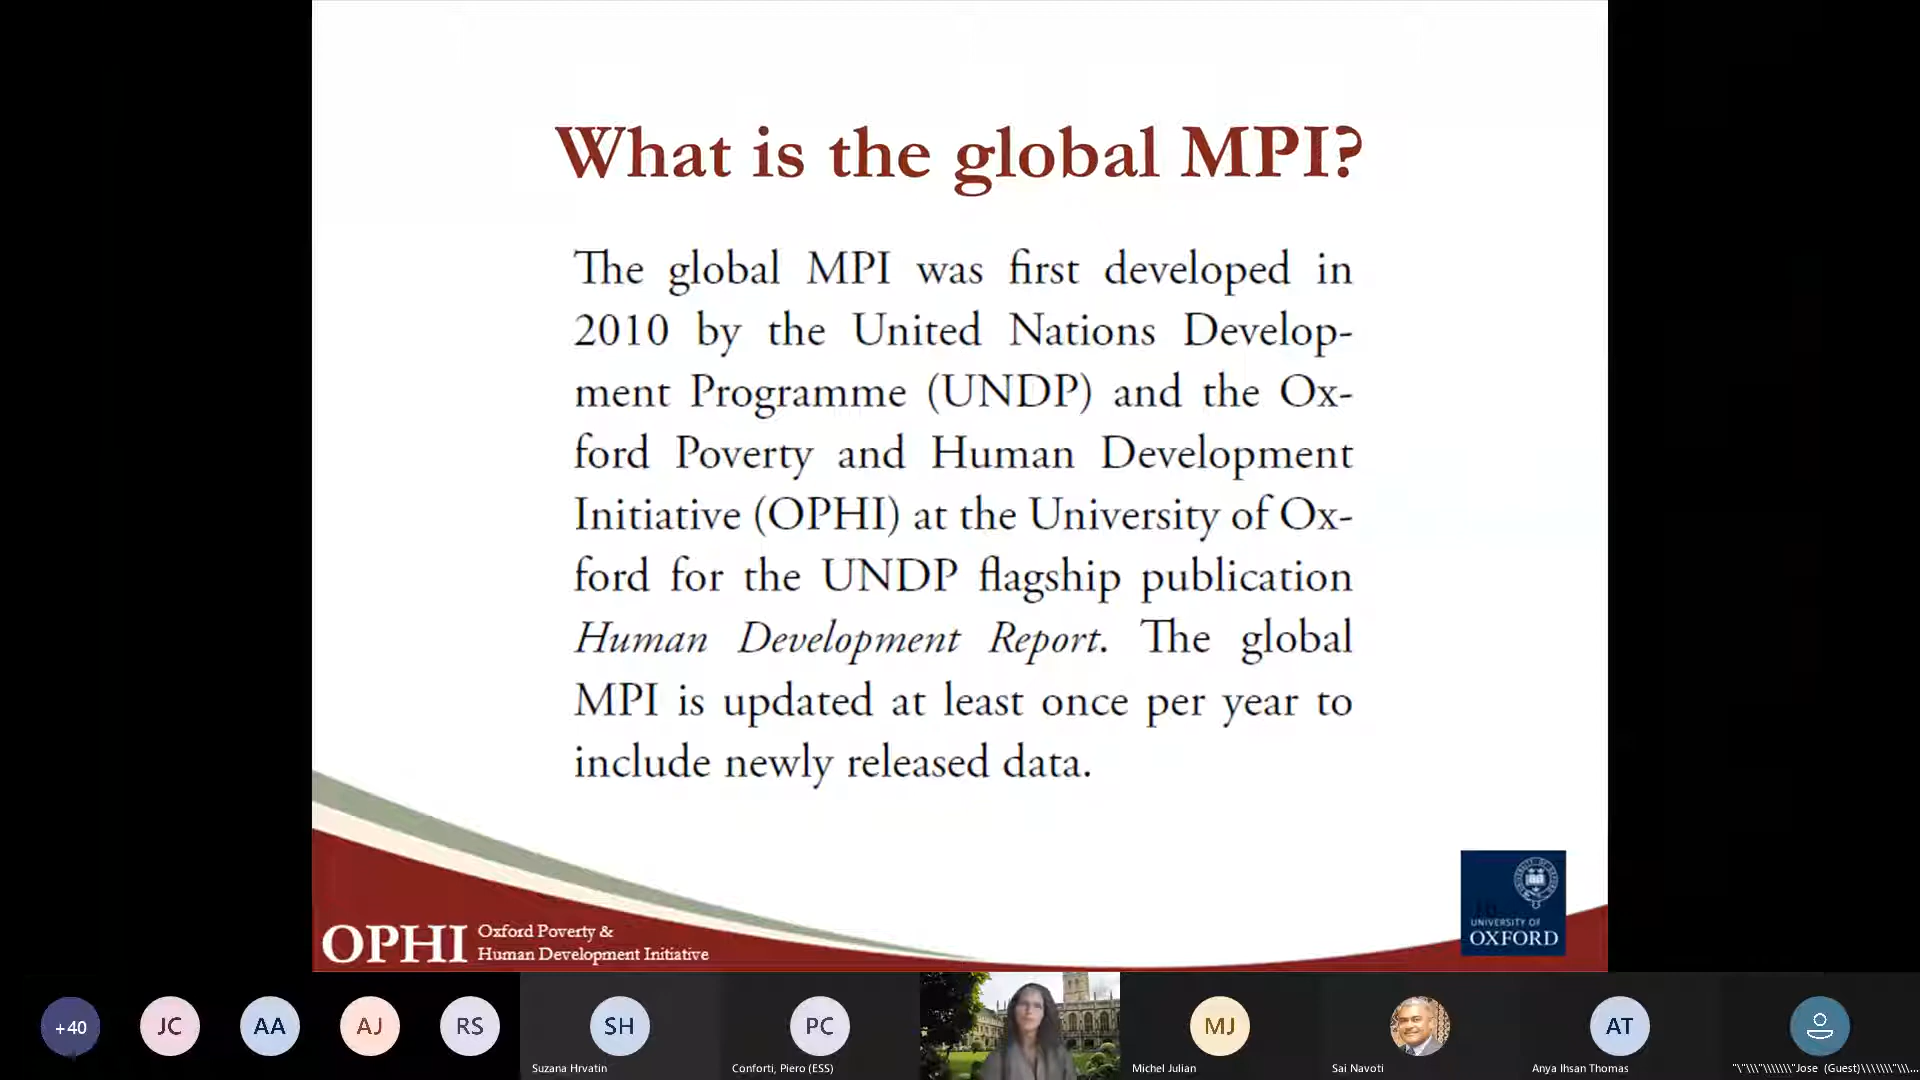 What is the global MPI?
The global MPI was first developed in
2010 by the United Nations Develop-
ment Programme (UNDP) and the Ox-
ford Poverty and Human Development
Initiative (OPHI) at the University of Ox-
ford for the UNDP flagship publication
Human Development Report. The global
MPI is updated at least once per year to
include newly released data.
OPHI Oxford Poverty &
Human Development Initiative
UNIVERSITY OF
OXFORD
+40
JC
AA
AJ
RS
SH
Suzana Hrvatin
PC
Conforti, Piero (ESS)
MJ
Michel Julian
Sai Navoti
AT
Anya Ihsan Thomas
"\"\\\"\\\\\\\"Jose (Guest)\\\\\\\"\\\...